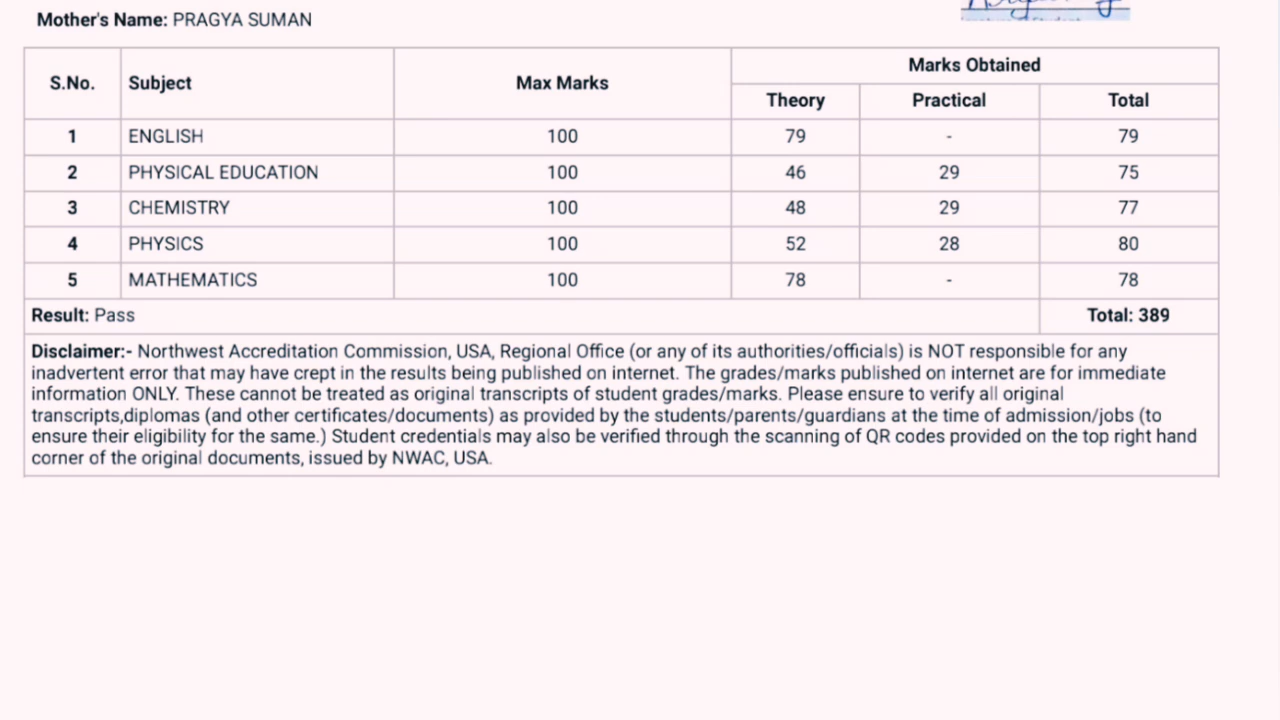 Mother's Name: PRAGYA SUMAN
S.No. Subject Max Marks Marks Obtained
Theory Practical Total
1 ENGLISH 100 79 - 79
2 PHYSICAL EDUCATION 100 46 29 75
3 CHEMISTRY 100 48 29 77
4 PHYSICS 100 52 28 80
5 MATHEMATICS 100 78 - 78
Result: Pass Total: 389
Disclaimer:- Northwest Accreditation Commission, USA, Regional Office (or any of its authorities/officials) is NOT responsible for any
inadvertent error that may have crept in the results being published on internet. The grades/marks published on internet are for immediate
information ONLY. These cannot be treated as original transcripts of student grades/marks. Please ensure to verify all original
transcripts,diplomas (and other certificates/documents) as provided by the students/parents/guardians at the time of admission/jobs (to
ensure their eligibility for the same.) Student credentials may also be verified through the scanning of QR codes provided on the top right hand
corner of the original documents, issued by NWAC, USA.